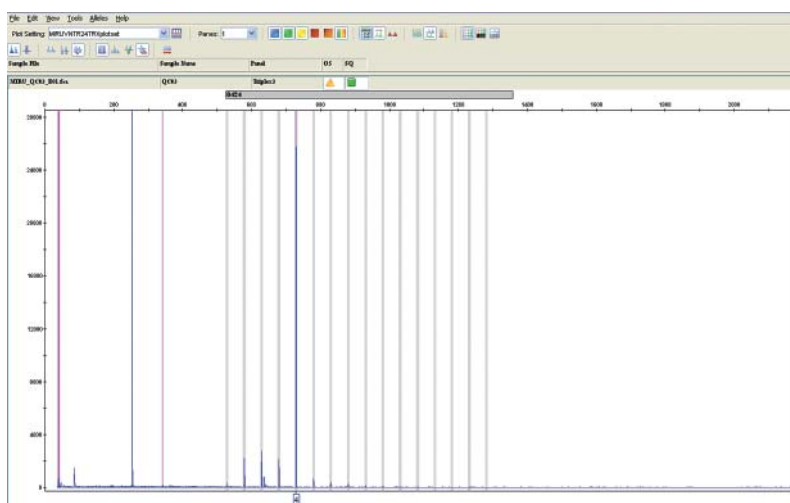 File Edit View Tools Alleles Help
Plot Setting: MIRUVNTR24TRXplotset Panes: 1
Sample File Sample Name Panel OS SQ
QC03 Triplex3
0 200 400 600 800 1000 1200 1400 1600 1800 2000
28000
24000
20000
16000
12000
8000
4000
0